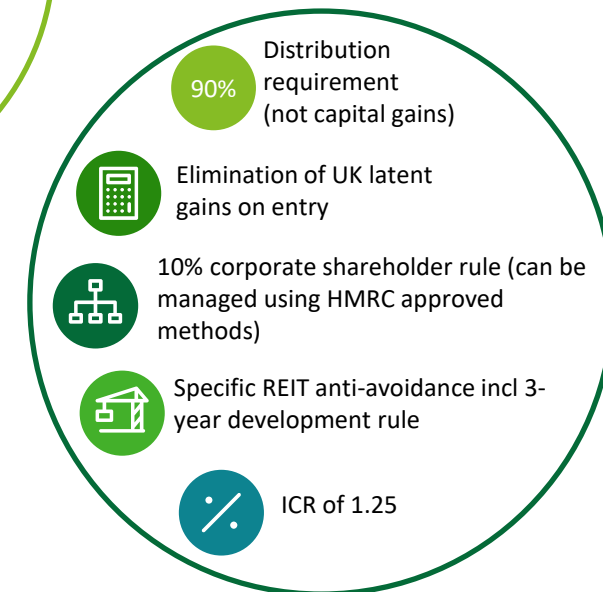 90%
Distribution
requirement
(not capital gains)
Elimination of UK latent
gains on entry
10% corporate shareholder rule (can be
managed using HMRC approved
methods)
Specific REIT anti-avoidance incl 3-
year development rule
ICR of 1.25